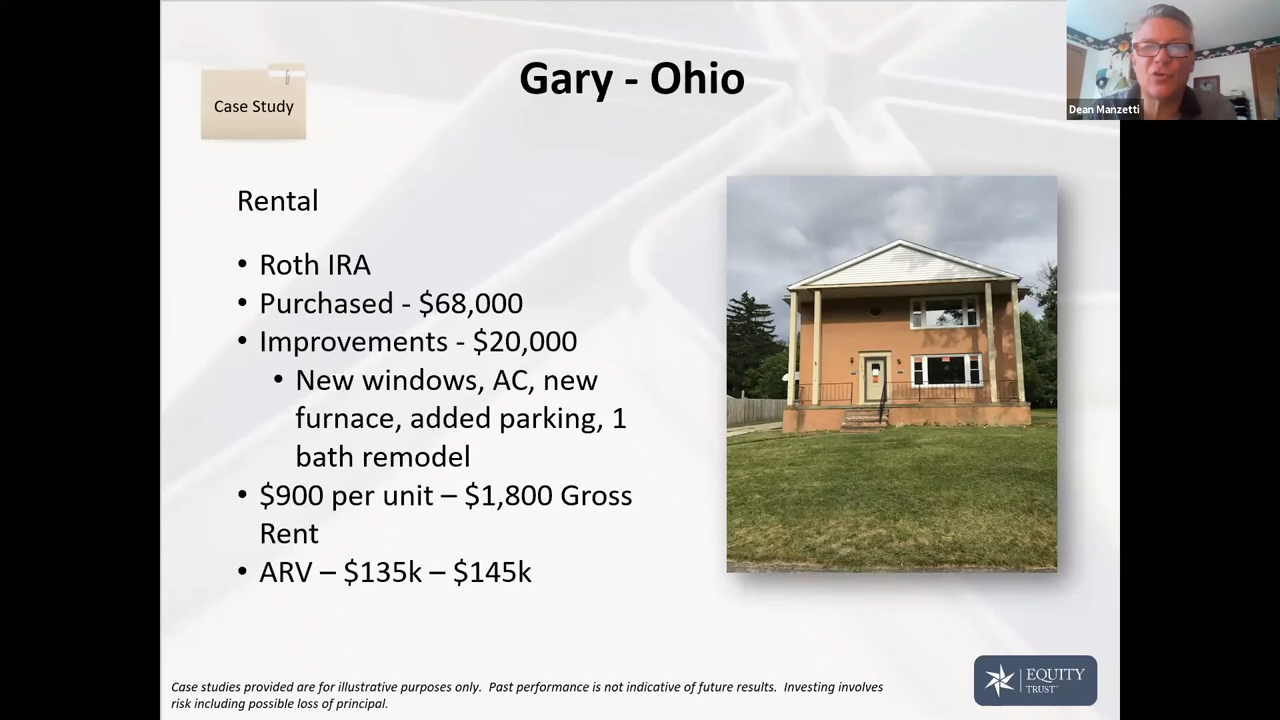 Gary - Ohio
Case Study
Dean Manzetti
Rental
• Roth IRA
• Purchased - $68,000
• Improvements - $20,000
• New windows, AC, new
furnace, added parking, 1
bath remodel
• $900 per unit – $1,800 Gross
Rent
• ARV – $135k – $145k
Case studies provided are for illustrative purposes only.  Past performance is not indicative of future results.  Investing involves
risk including possible loss of principal.
EQUITY
TRUST